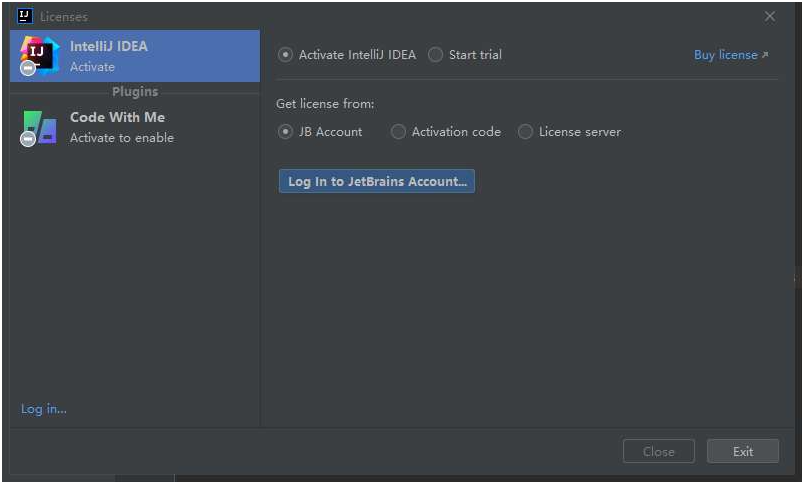 Licenses
IntelliJ IDEA
Activate
Plugins
Code With Me
Activate to enable
Log in...
Activate IntelliJ IDEA Start trial Buy license ↗
Get license from:
JB Account Activation code License server
Log In to JetBrains Account...
Close Exit
IJ
IJ